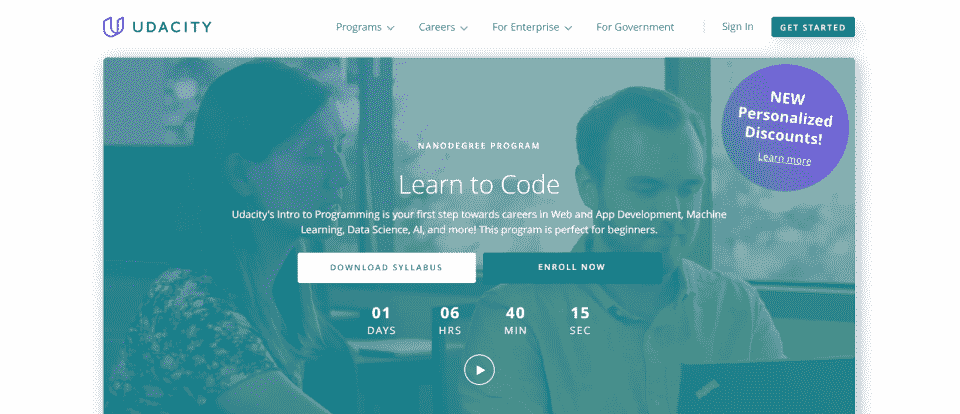 UDACITY
Programs Careers For Enterprise For Government Sign In GET STARTED
NEW
Personalized
Discounts!
Learn more
NANODEGREE PROGRAM
Learn to Code
Udacity's Intro to Programming is your first step towards careers in Web and App Development, Machine
Learning, Data Science, AI, and more! This program is perfect for beginners.
DOWNLOAD SYLLABUS ENROLL NOW
01 06 40 15
DAYS HRS MIN SEC